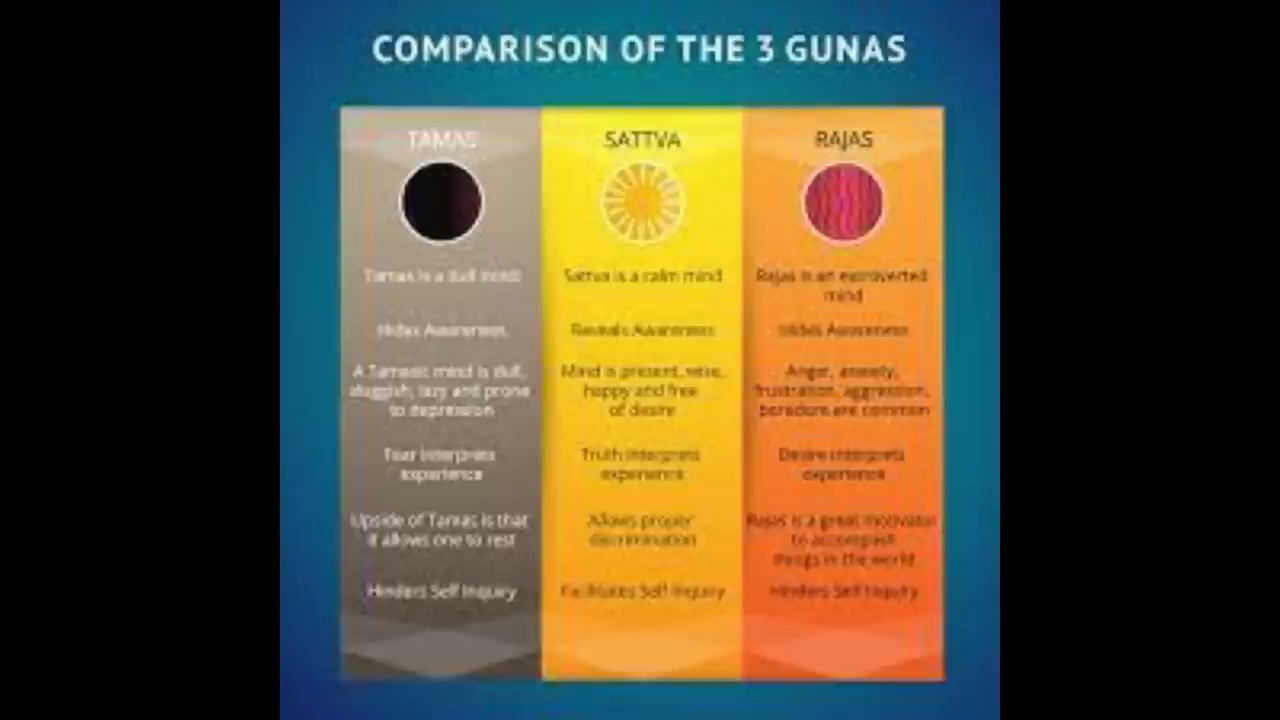 COMPARISON OF THE 3 GUNAS
TAMAS
Tamas is a dull mind
Hides Awareness
A Tamasic mind is dull,
sluggish, lazy and prone
to depression
Fear interprets
experience
Upside of Tamas is that
it allows one to rest
Hinders Self Inquiry
SATTVA
Sattva is a calm mind
Reveals Awareness
Mind is present, wise,
happy and free
of desire
Truth interprets
experience
Allows proper
discrimination
Facilitates Self Inquiry
RAJAS
Rajas is an extroverted
mind
Hides Awareness
Anger, anxiety,
frustration, aggression,
boredom are common
Desire interprets
experience
Rajas is a great motivator
to accomplish
things in the world
Hinders Self Inquiry